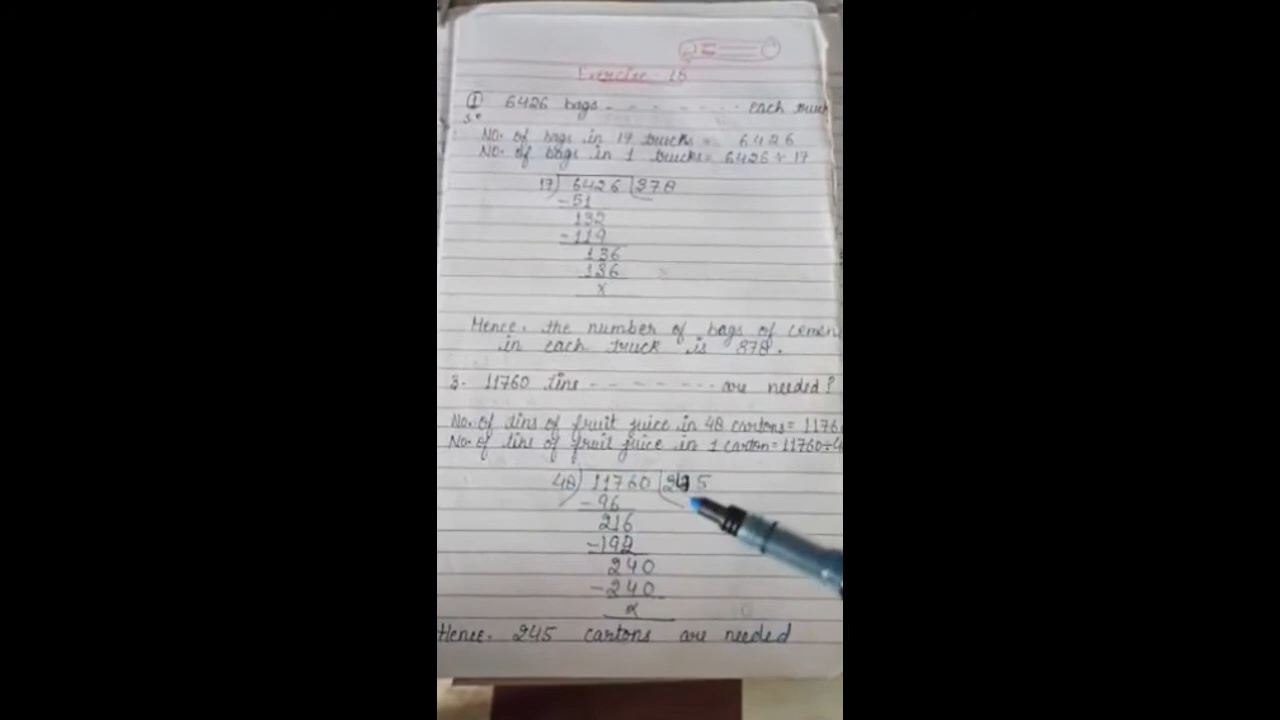 Exercise - 15
① 6426 bags - - - - - - - - each truck
No. of bags in 17 trucks = 6426
No. of bags in 1 trucks = 6426 ÷ 17
17) 6426 (378
-51
132
-119
136
136
x
Hence, the number of bags of cemen
in each truck is 378.
3. 11760 tins - - - - - - - - are needed?
No. of tins of fruit juice in 48 cartons = 1176
No. of tins of fruit juice in 1 carton = 11760÷4
48) 11760 (245
-96
216
-192
240
-240
x
Hence, 245 cartons are needed